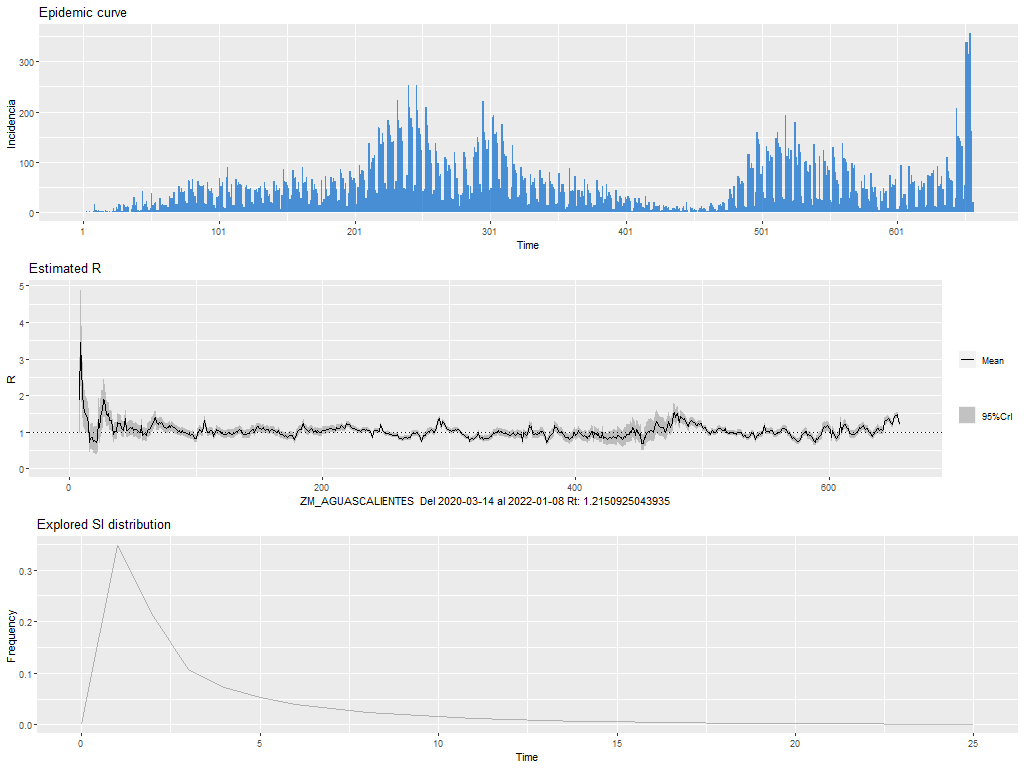 Epidemic curve
300
200
100
0
Incidencia
1 101 201 301 401 501 601
Time
Estimated R
5
4
3
2
1
0
R
Mean
95%CrI
0 200 400 600
ZM_AGUASCALIENTES Del 2020-03-14 al 2022-01-08 Rt: 1.2150925043935
Explored SI distribution
0.3
0.2
0.1
0.0
Frequency
0 5 10 15 20 25
Time